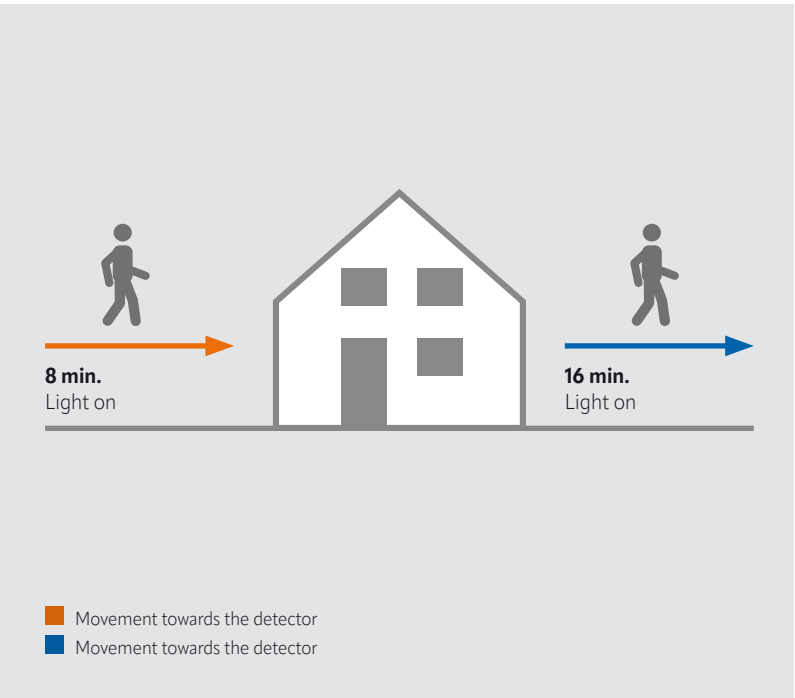 8 min.
Light on
16 min.
Light on
Movement towards the detector
Movement towards the detector